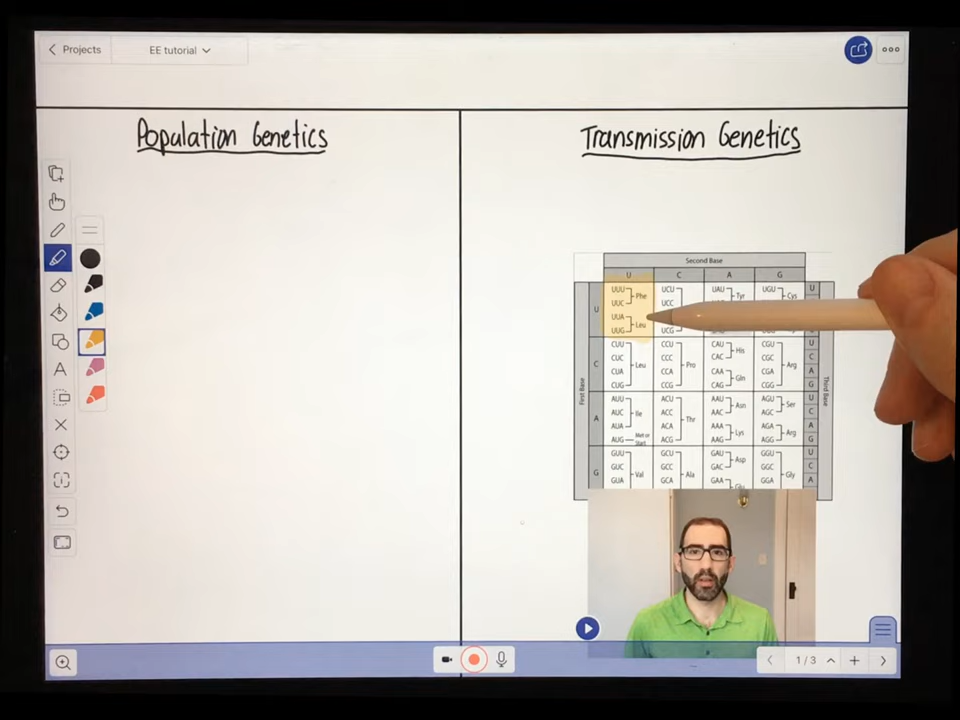 Projects
EE tutorial
Population Genetics
Transmission Genetics
Second Base
U C A G
First Base
Third Base
U
UUU UUC Phe
UUA UUG Leu
UCU
UCG
UAU Tyr
UGU Cys
U
C
CUU CUC CUA CUG Leu
CCU CCC CCA CCG Pro
CAU CAC His
CAA CAG Gln
CGU CGC CGA CGG Arg
U C A G
A
AUU AUC AUA Ile
AUG Met or Start
ACU ACC ACA ACG Thr
AAU AAC Asn
AAA AAG Lys
AGU AGC Ser
AGA AGG Arg
U C A G
G
GUU GUC GUA Val
GCU GCC GCA Ala
GAU GAC Asp
GAA
GGU GGC GGA Gly
U C A
A
1/3